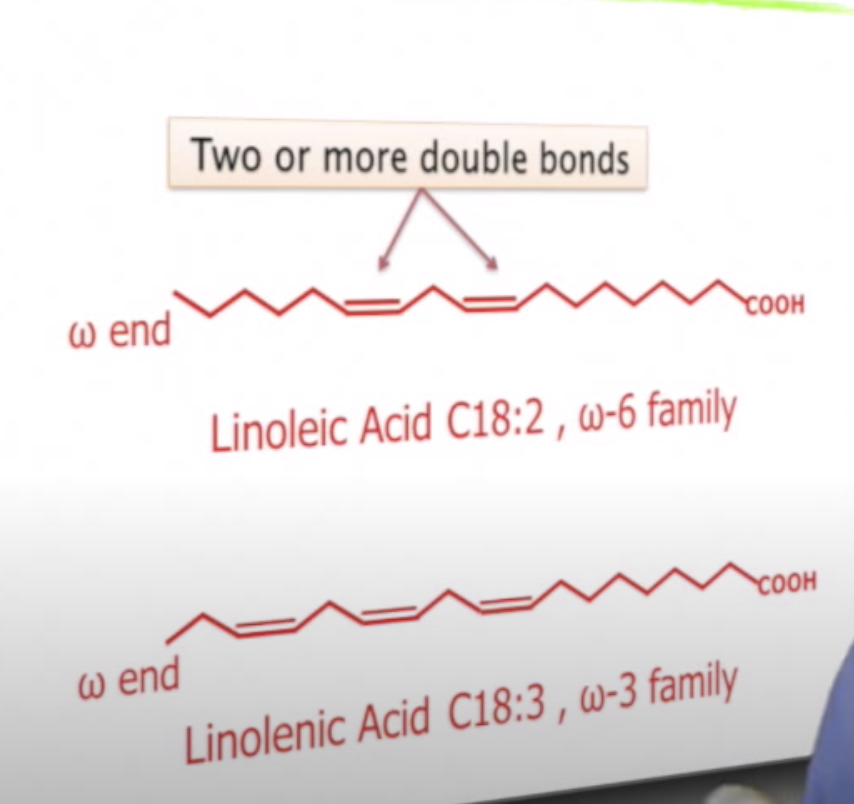 Two or more double bonds
COOH
ω end
Linoleic Acid C18:2 , ω-6 family
COOH
ω end
Linolenic Acid C18:3 , ω-3 family